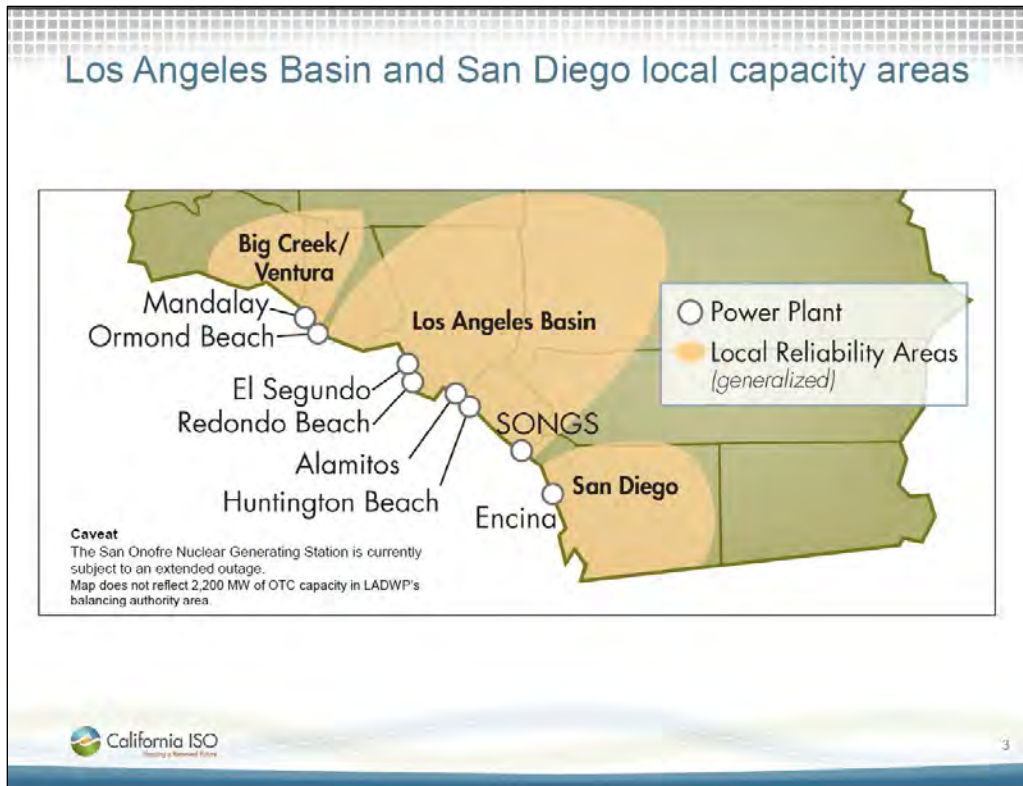 Los Angeles Basin and San Diego local capacity areas
Big Creek/
Ventura
Mandalay
Ormond Beach
Los Angeles Basin
Power Plant
Local Reliability Areas
(generalized)
El Segundo
Redondo Beach
Alamitos
Huntington Beach
SONGS
San Diego
Encina
Caveat
The San Onofre Nuclear Generating Station is currently
subject to an extended outage.
Map does not reflect 2,200 MW of OTC capacity in LADWP's
balancing authority area.
California ISO
Shaping a Renewed Future
3